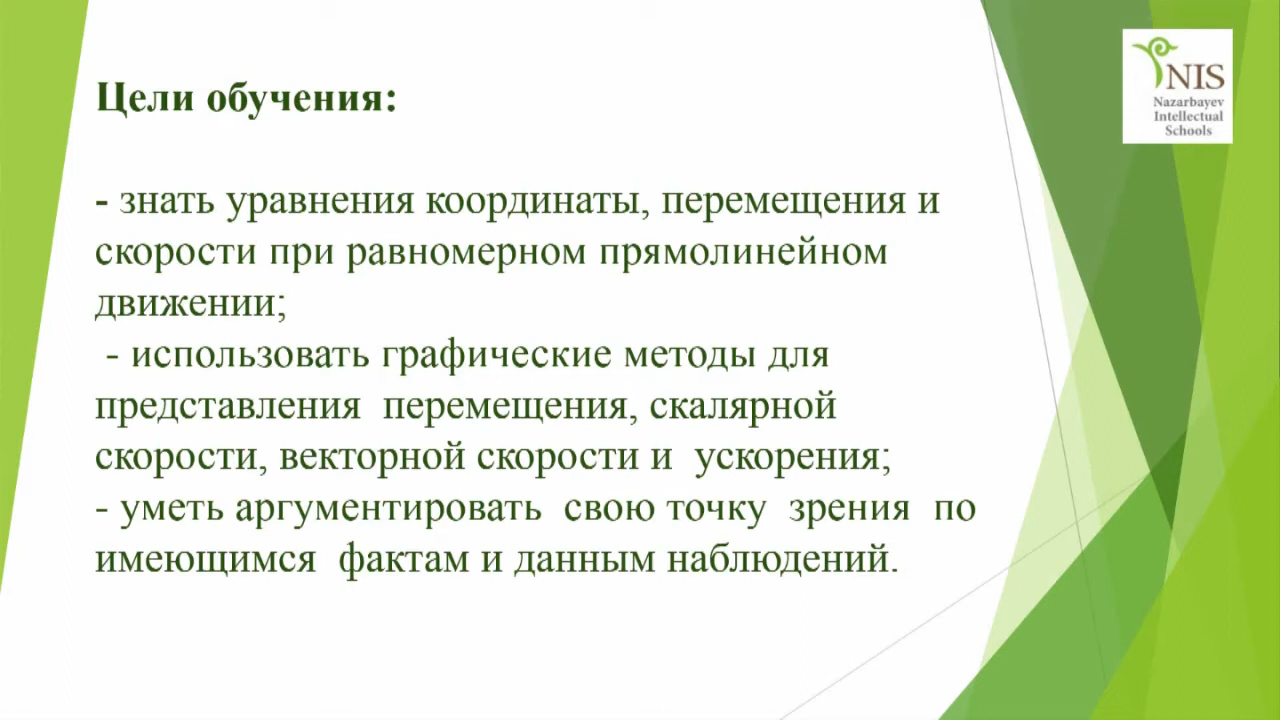 Цели обучения:
- знать уравнения координаты, перемещения и
скорости при равномерном прямолинейном
движении;
- использовать графические методы для
представления перемещения, скалярной
скорости, векторной скорости и ускорения;
- уметь аргументировать свою точку зрения по
имеющимся фактам и данным наблюдений.
NIS
Nazarbayev
Intellectual
Schools